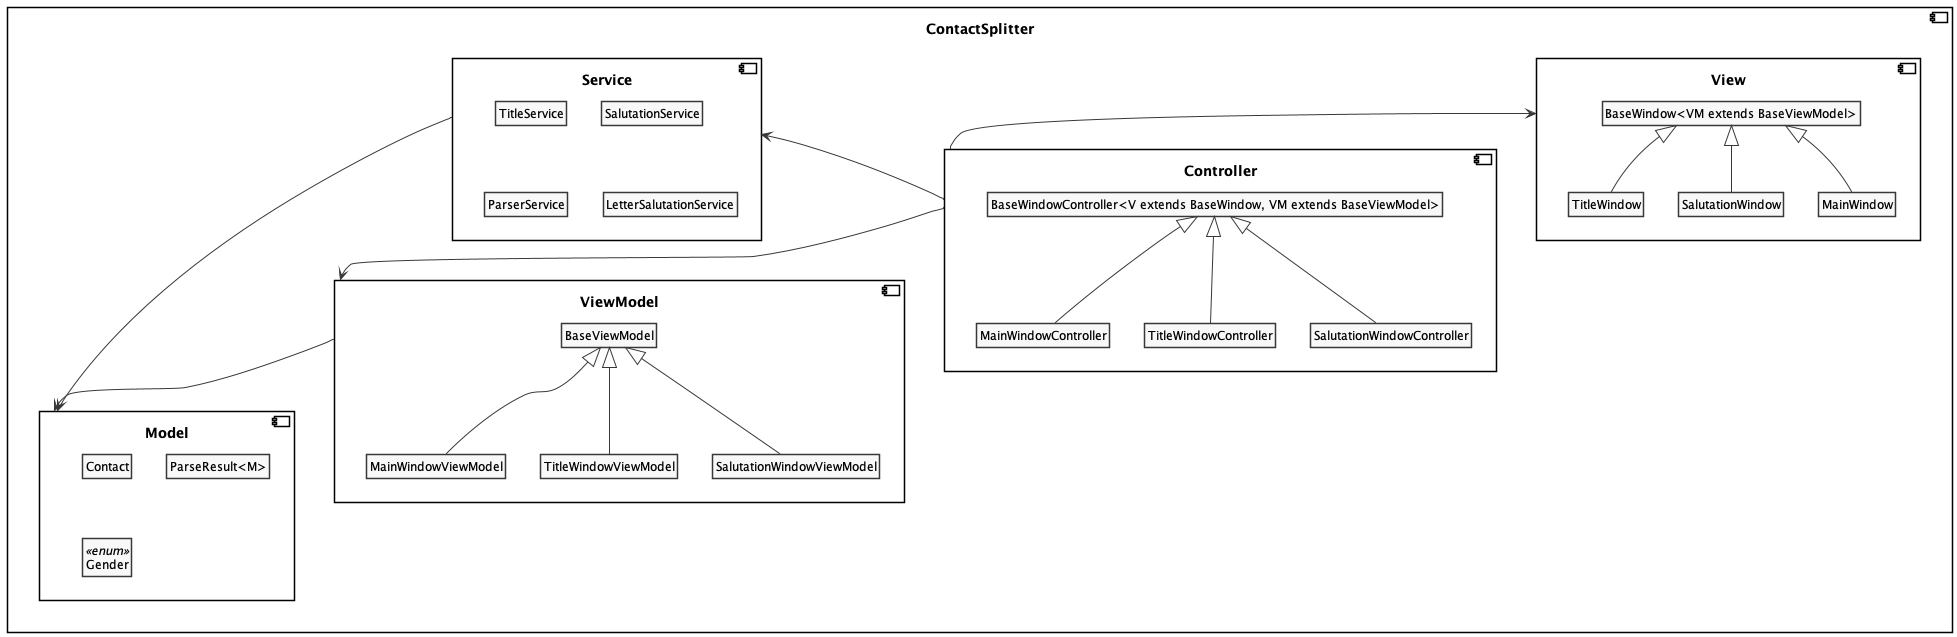 ContactSplitter
Service
TitleService
SalutationService
ParserService
LetterSalutationService
View
BaseWindow<VM extends BaseViewModel>
TitleWindow
SalutationWindow
MainWindow
Controller
BaseWindowController<V extends BaseWindow, VM extends BaseViewModel>
MainWindowController
TitleWindowController
SalutationWindowController
ViewModel
BaseViewModel
MainWindowViewModel
TitleWindowViewModel
SalutationWindowViewModel
Model
Contact
ParseResult<M>
«enum»
Gender